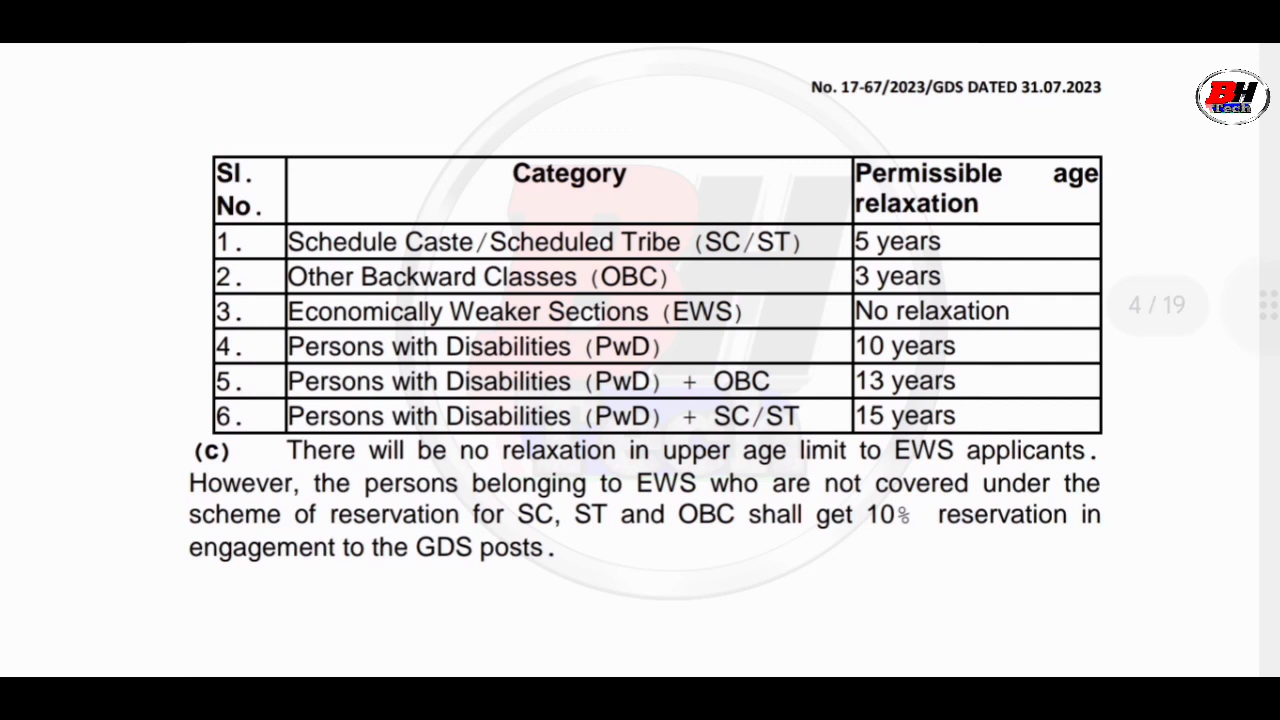 No. 17-67/2023/GDS DATED 31.07.2023
BH
Tech
Sl. No. Category Permissible age relaxation
1. Schedule Caste/Scheduled Tribe (SC/ST) 5 years
2. Other Backward Classes (OBC) 3 years
3. Economically Weaker Sections (EWS) No relaxation
4. Persons with Disabilities (PwD) 10 years
5. Persons with Disabilities (PwD) + OBC 13 years
6. Persons with Disabilities (PwD) + SC/ST 15 years
4 / 19
(c) There will be no relaxation in upper age limit to EWS applicants.
However, the persons belonging to EWS who are not covered under the
scheme of reservation for SC, ST and OBC shall get 10% reservation in
engagement to the GDS posts.